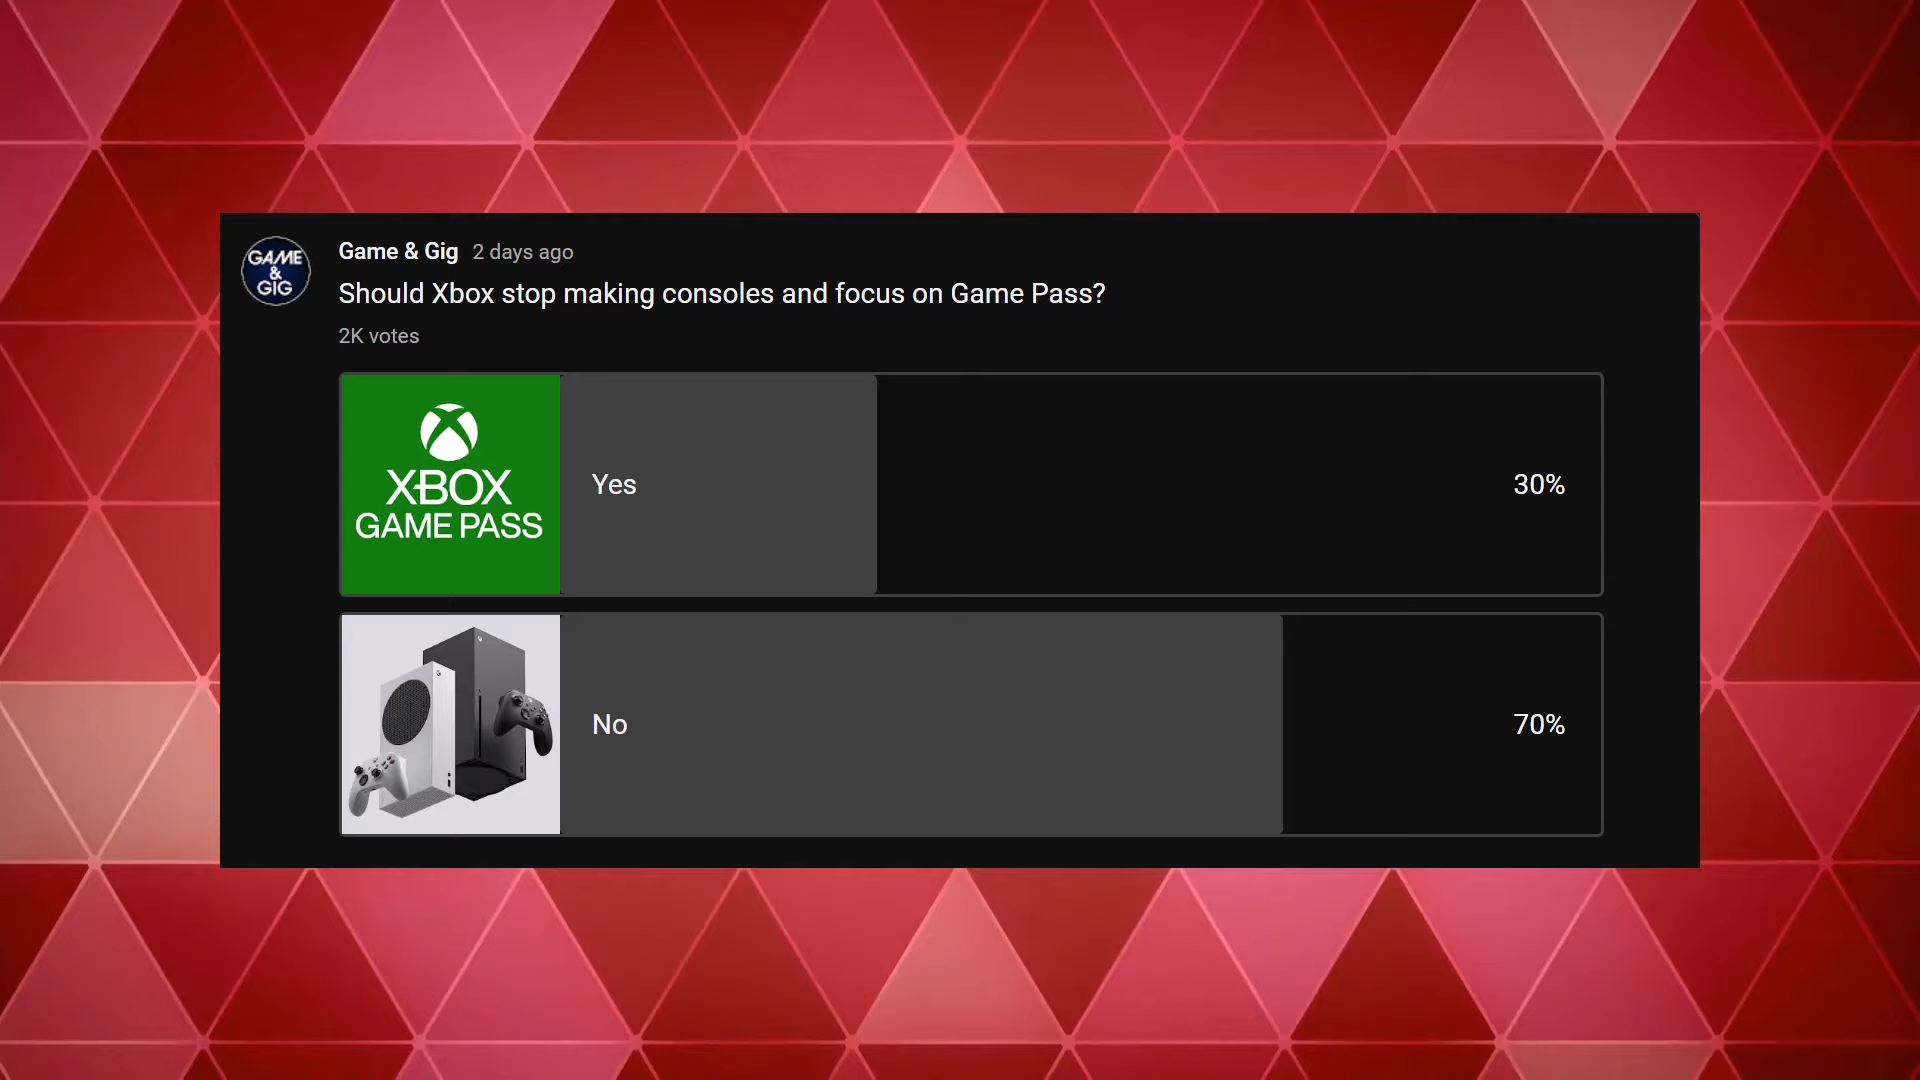 GAME
&
GIG
Game & Gig 2 days ago
Should Xbox stop making consoles and focus on Game Pass?
2K votes
XBOX
GAME PASS
Yes
30%
No
70%